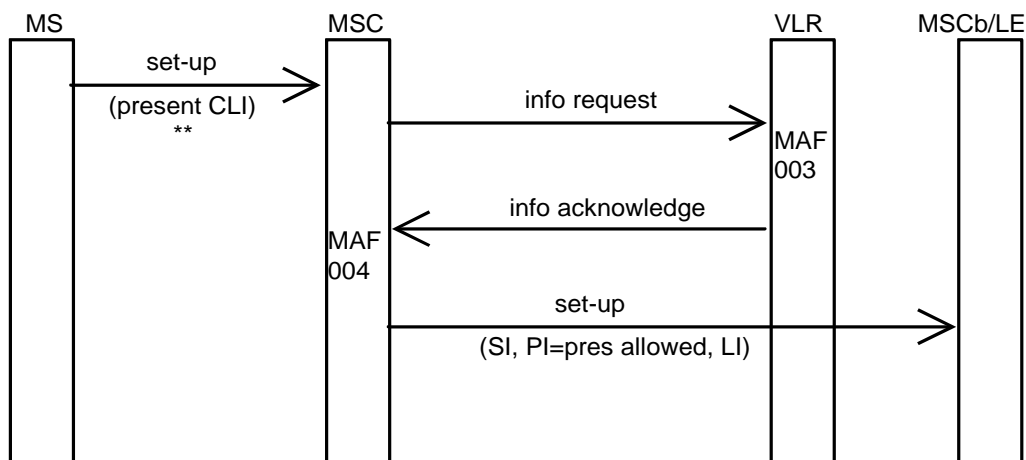 MS
MSC
VLR
MSCb/LE
set-up
(present CLI)
**
info request
MAF
003
info acknowledge
MAF
004
set-up
(SI, PI=pres allowed, LI)